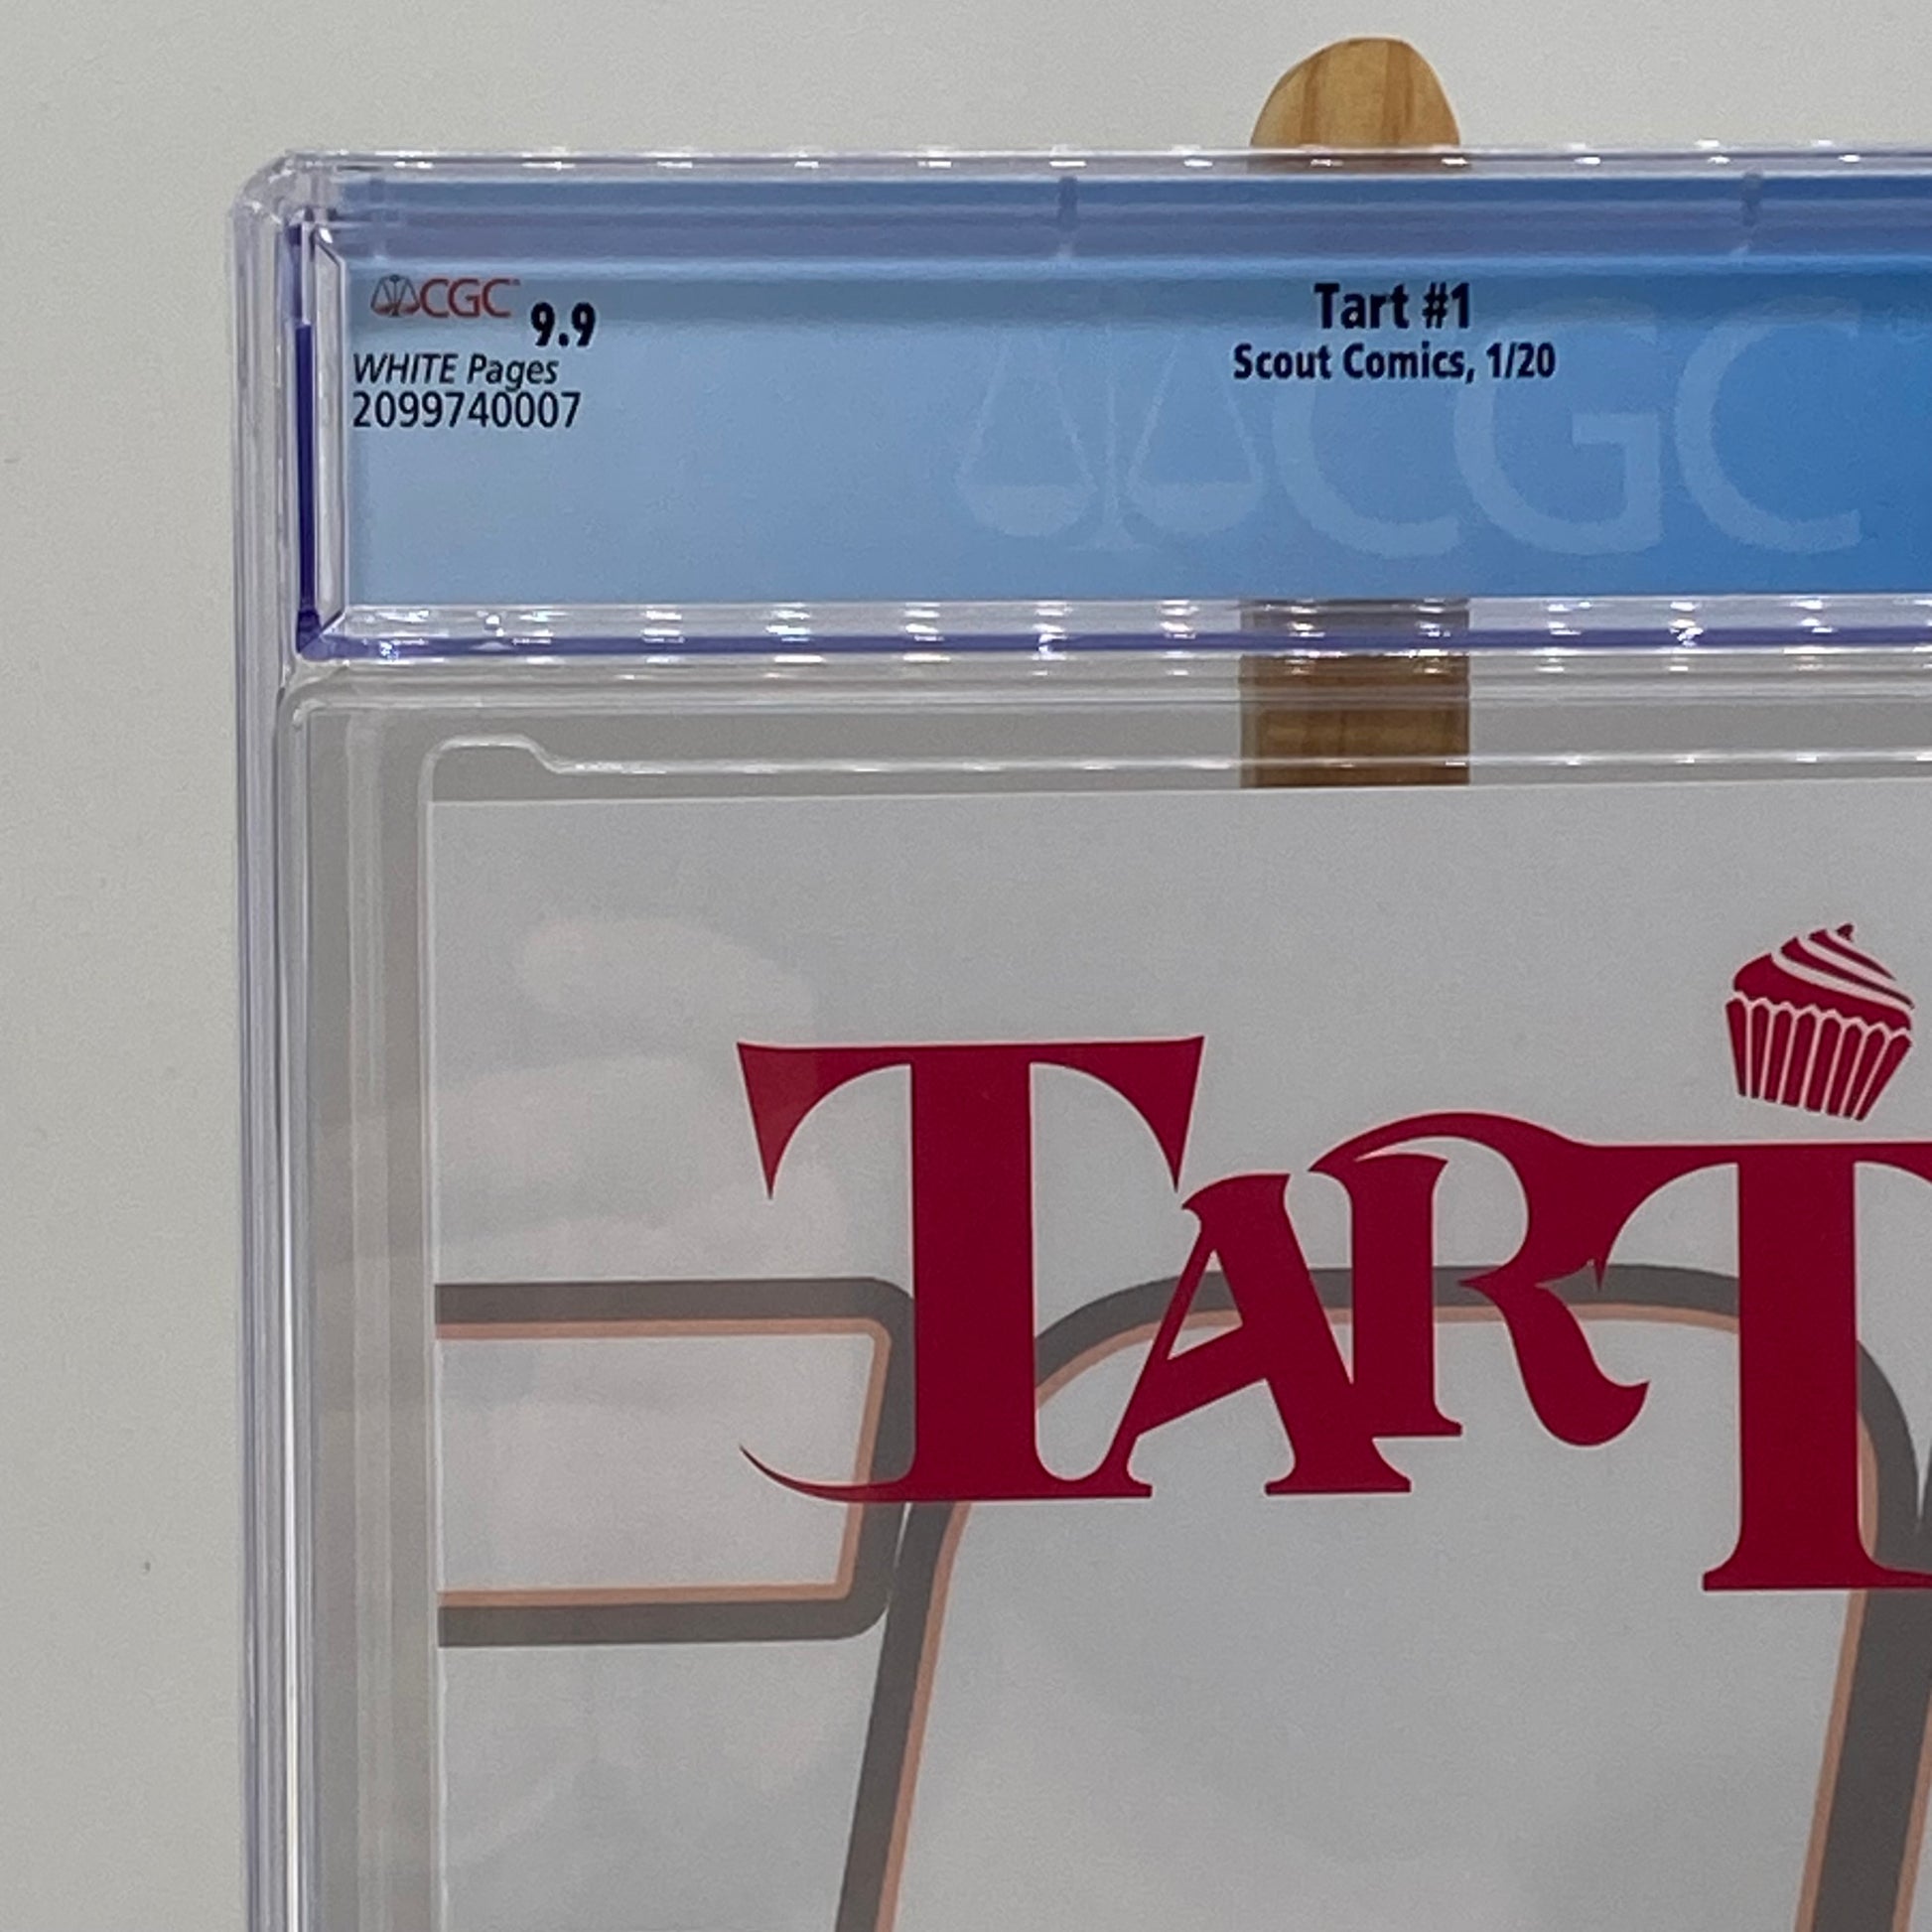 CGC 9.9
WHITE Pages
2099740007
Tart #1
Scout Comics, 1/20
CGC
TART